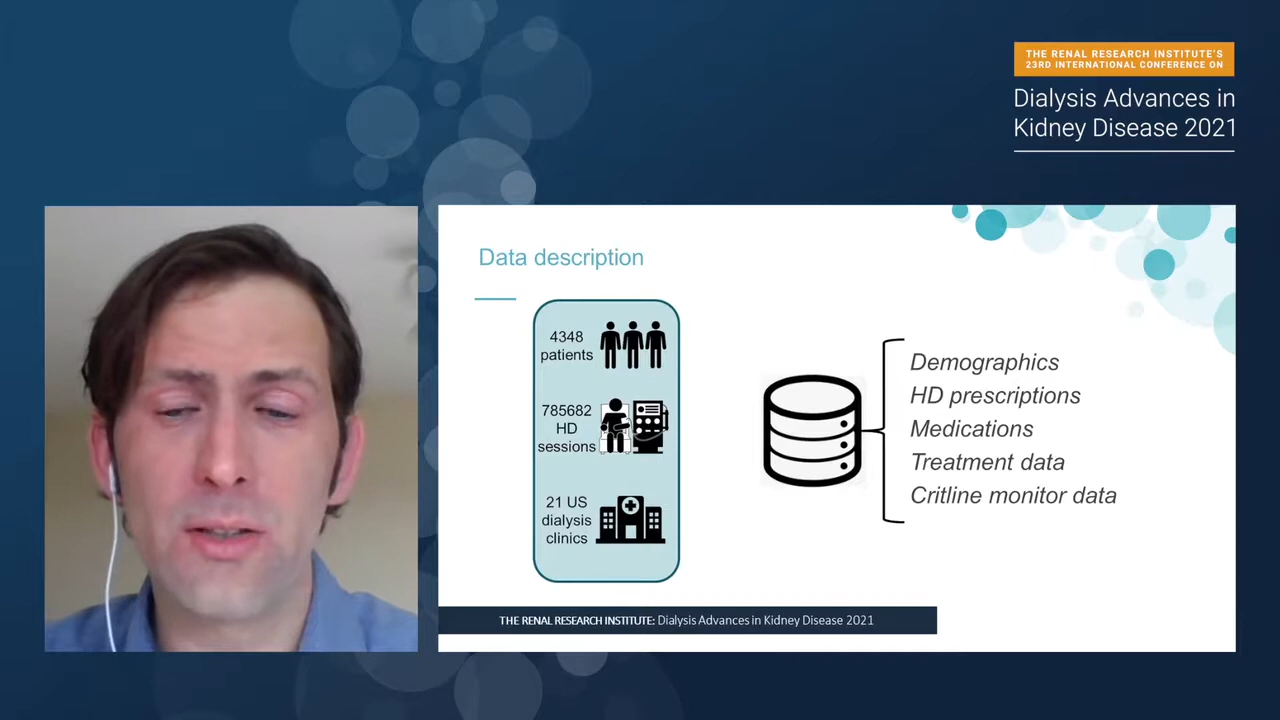 THE RENAL RESEARCH INSTITUTE'S
23RD INTERNATIONAL CONFERENCE ON
Dialysis Advances in
Kidney Disease 2021
Data description
4348
patients
785682
HD
sessions
21 US
dialysis
clinics
Demographics
HD prescriptions
Medications
Treatment data
Critline monitor data
THE RENAL RESEARCH INSTITUTE: Dialysis Advances in Kidney Disease 2021